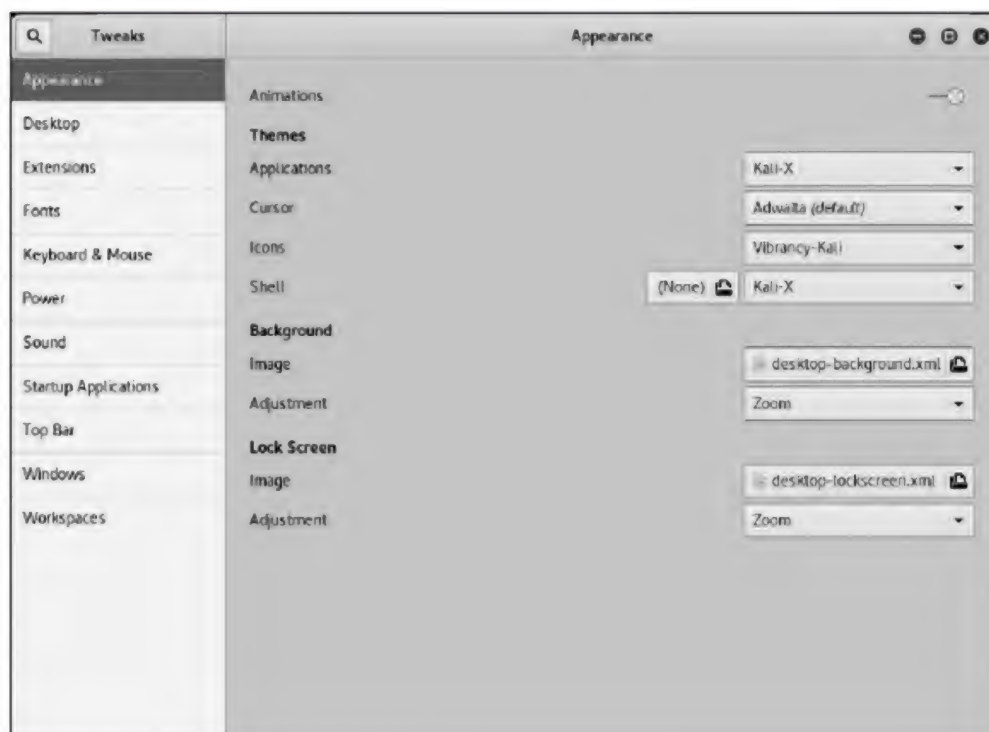 Tweaks
Appearance
Appearance
Desktop
Extensions
Fonts
Keyboard & Mouse
Power
Sound
Startup Applications
Top Bar
Windows
Workspaces
Animations
Themes
Applications Kali-X
Cursor Adwaita (default)
Icons Vibrancy-Kali
Shell (None) Kali-X
Background
Image desktop-background.xml
Adjustment Zoom
Lock Screen
Image desktop-lockscreen.xml
Adjustment Zoom